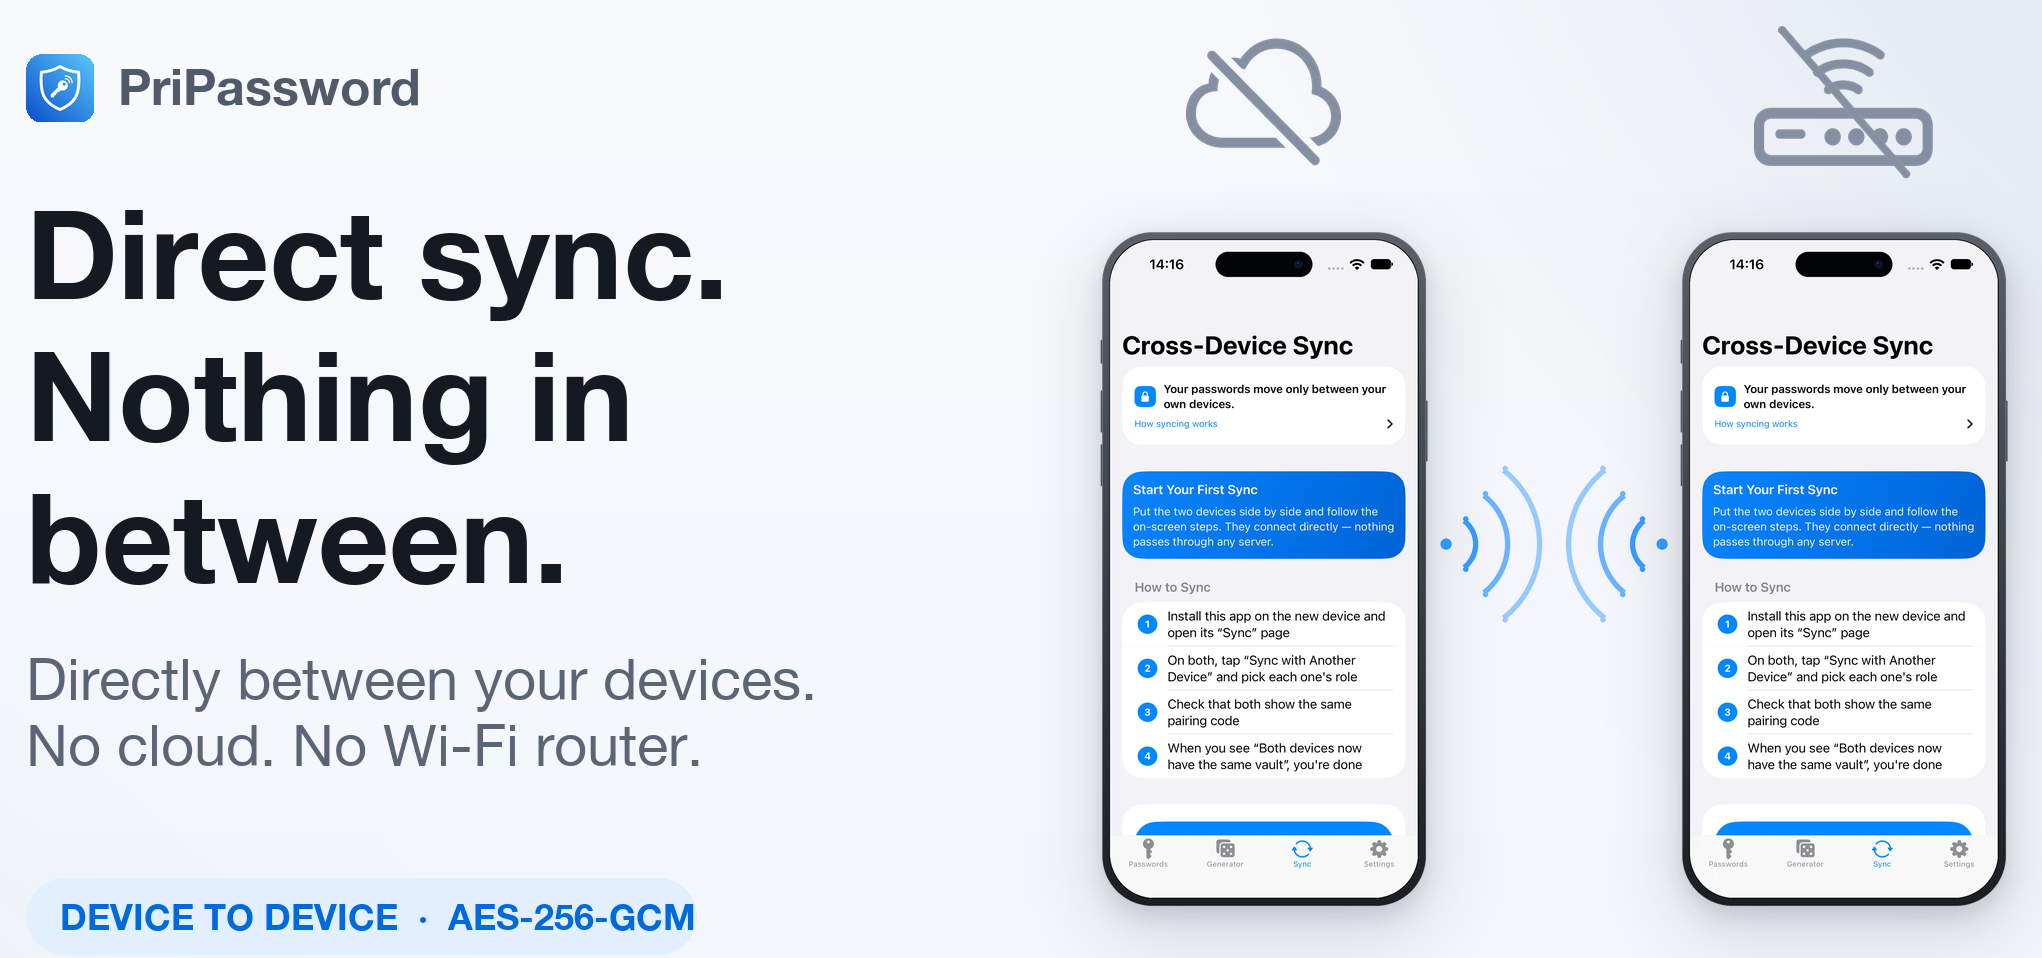 PriPassword
Direct sync.
Nothing in
between.
Directly between your devices.
No cloud. No Wi-Fi router.
DEVICE TO DEVICE · AES-256-GCM
14:16
Cross-Device Sync
Your passwords move only between your
own devices.
How syncing works
Start Your First Sync
Put the two devices side by side and follow the
on-screen steps. They connect directly — nothing
passes through any server.
How to Sync
1 Install this app on the new device and
open its “Sync” page
2 On both, tap “Sync with Another
Device” and pick each one's role
3 Check that both show the same
pairing code
4 When you see “Both devices now
have the same vault”, you're done
Passwords Generator Sync Settings
14:16
Cross-Device Sync
Your passwords move only between your
own devices.
How syncing works
Start Your First Sync
Put the two devices side by side and follow the
on-screen steps. They connect directly — nothing
passes through any server.
How to Sync
1 Install this app on the new device and
open its “Sync” page
2 On both, tap “Sync with Another
Device” and pick each one's role
3 Check that both show the same
pairing code
4 When you see “Both devices now
have the same vault”, you're done
Passwords Generator Sync Settings